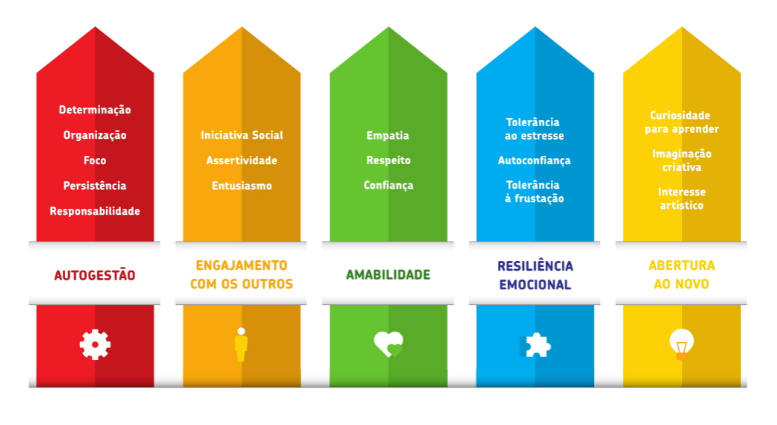 Determinação
Organização
Foco
Persistência
Responsabilidade
AUTOGESTÃO
Iniciativa Social
Assertividade
Entusiasmo
ENGAJAMENTO
COM OS OUTROS
Empatia
Respeito
Confiança
AMABILIDADE
Tolerância
ao estresse
Autoconfiança
Tolerância
à frustação
RESILIÊNCIA
EMOCIONAL
Curiosidade
para aprender
Imaginação
criativa
Interesse
artístico
ABERTURA
AO NOVO